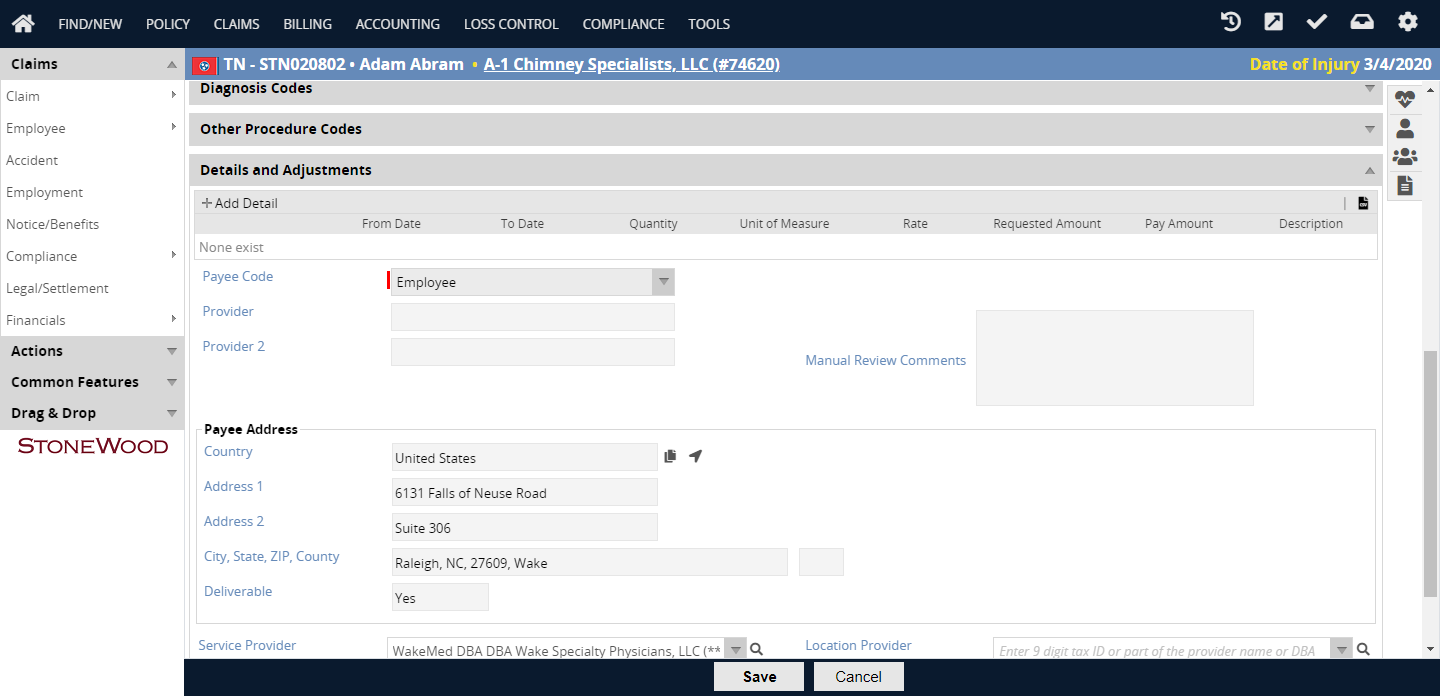 FIND/NEW POLICY CLAIMS BILLING ACCOUNTING LOSS CONTROL COMPLIANCE TOOLS
Claims
Claim
Employee
Accident
Employment
Notice/Benefits
Compliance
Legal/Settlement
Financials
Actions
Common Features
Drag & Drop
STONEWOOD
TN - STN020802 • Adam Abram • A-1 Chimney Specialists, LLC (#74620) Date of Injury 3/4/2020
Diagnosis Codes
Other Procedure Codes
Details and Adjustments
Add Detail
From Date To Date Quantity Unit of Measure Rate Requested Amount Pay Amount Description
None exist
Payee Code Employee
Provider
Provider 2
Manual Review Comments
Payee Address
Country United States
Address 1 6131 Falls of Neuse Road
Address 2 Suite 306
City, State, ZIP, County Raleigh, NC, 27609, Wake
Deliverable Yes
Service Provider WakeMed DBA DBA Wake Specialty Physicians, LLC (** Location Provider Enter 9 digit tax ID or part of the provider name or DBA
Save Cancel